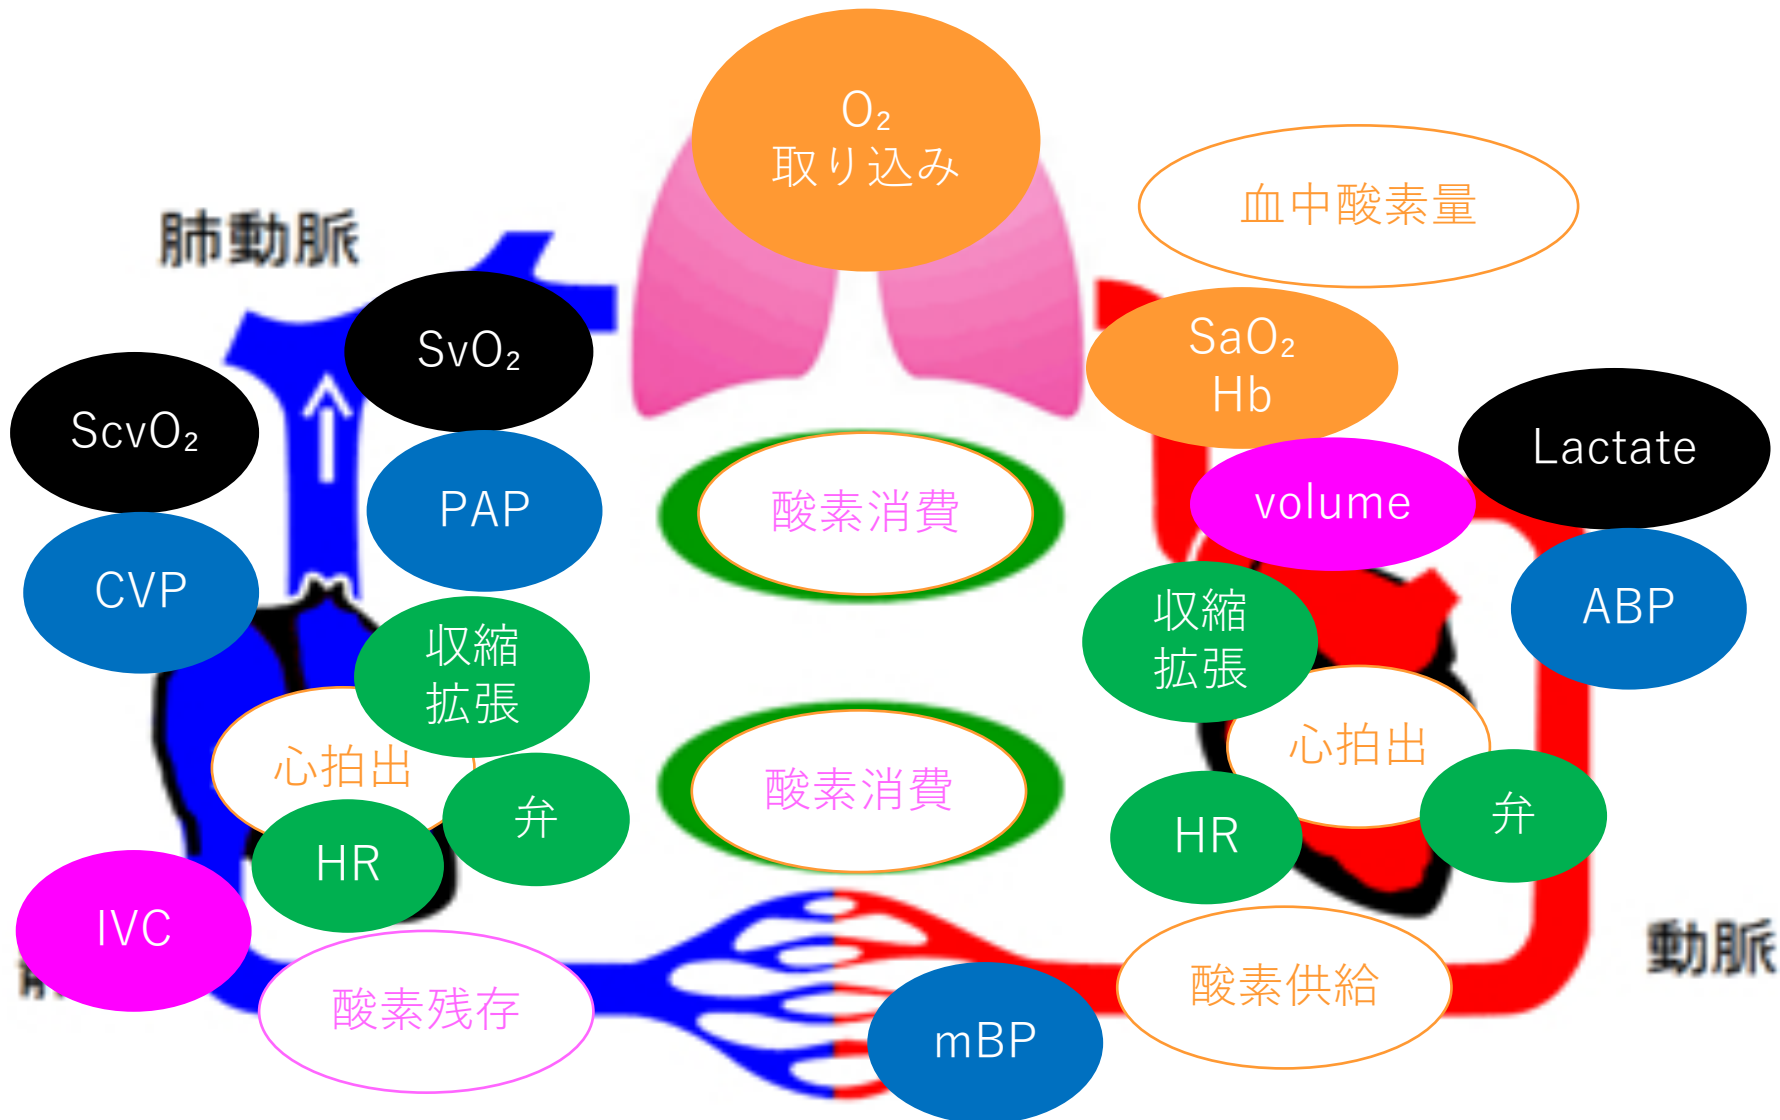 O₂
取り込み
血中酸素量
肺動脈
SvO₂
SaO₂
Hb
ScvO₂
Lactate
PAP
酸素消費
volume
CVP
ABP
収縮
拡張
収縮
拡張
心拍出
心拍出
酸素消費
弁
弁
HR
HR
IVC
動脈
酸素残存
酸素供給
mBP